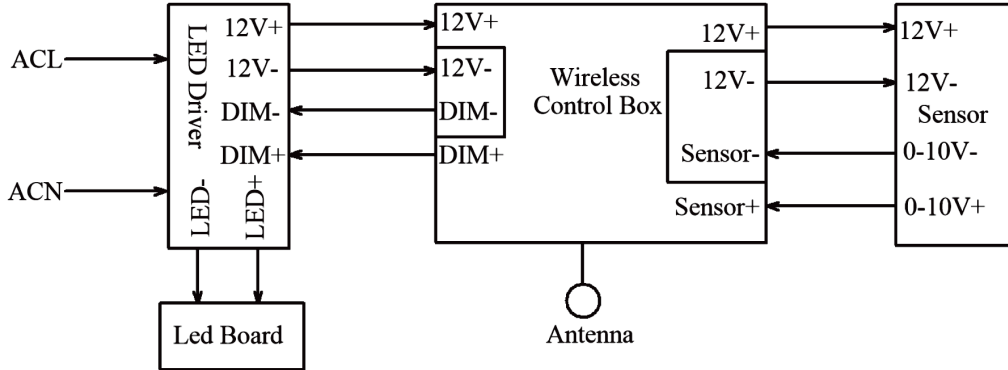 ACL
ACN
LED Driver
12V+
12V-
DIM-
DIM+
-LED
LED+
Led Board
12V+
12V-
DIM-
DIM+
Wireless
Control Box
12V+
12V-
Sensor-
Sensor+
Antenna
12V+
12V-
Sensor
0-10V-
0-10V+